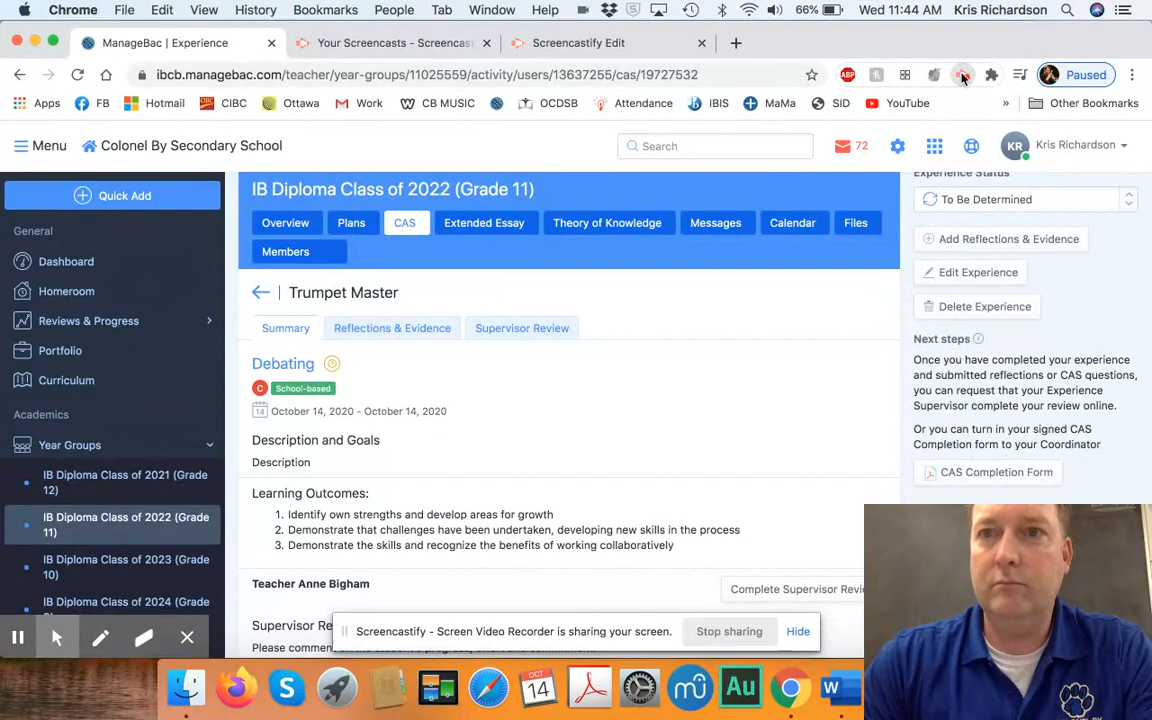 Chrome File Edit View History Bookmarks People Tab Window Help 66% Wed 11:44 AM Kris Richardson
ManageBac | Experience Your Screencasts - Screencast Screencastify Edit
ibcb.managebac.com/teacher/year-groups/11025559/activity/users/13637255/cas/19727532 ABP Paused
Apps FB Hotmail CIBC Ottawa Work CB MUSIC OCDSB Attendance IBIS MaMa SID YouTube » Other Bookmarks
Menu Colonel By Secondary School Search 72 KR Kris Richardson
Quick Add
General
Dashboard
Homeroom
Reviews & Progress
Portfolio
Curriculum
Academics
Year Groups
IB Diploma Class of 2021 (Grade
12)
IB Diploma Class of 2022 (Grade
11)
IB Diploma Class of 2023 (Grade
10)
IB Diploma Class of 2024 (Grade
IB Diploma Class of 2022 (Grade 11)
Overview Plans CAS Extended Essay Theory of Knowledge Messages Calendar Files
Members
Trumpet Master
Summary Reflections & Evidence Supervisor Review
Debating
C School-based
14 October 14, 2020 - October 14, 2020
Description and Goals
Description
Learning Outcomes:
1. Identify own strengths and develop areas for growth
2. Demonstrate that challenges have been undertaken, developing new skills in the process
3. Demonstrate the skills and recognize the benefits of working collaboratively
Teacher Anne Bigham
Complete Supervisor Revi
Supervisor Re
Please comm
Experience Status
To Be Determined
Add Reflections & Evidence
Edit Experience
Delete Experience
Next steps
Once you have completed your experience
and submitted reflections or CAS questions,
you can request that your Experience
Supervisor complete your review online.
Or you can turn in your signed CAS
Completion form to your Coordinator
CAS Completion Form
Screencastify - Screen Video Recorder is sharing your screen. Stop sharing Hide
OCT
14
Au
W